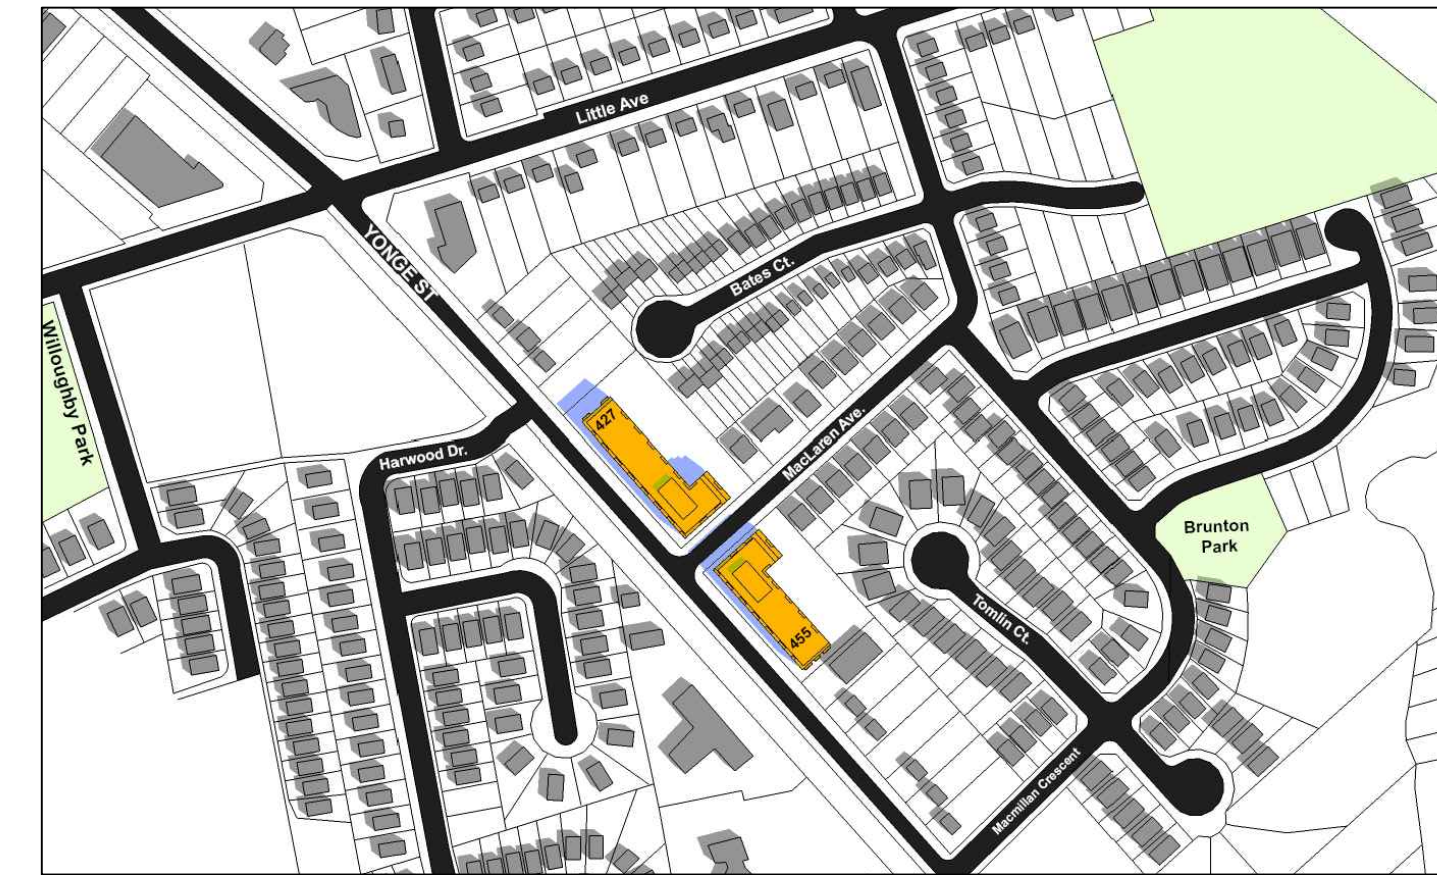 Little Ave
YONGE ST
Bates Ct.
Willoughby Park
427
MacLaren Ave.
Harwood Dr.
Brunton
Park
455
Tomlin Ct.
Macmillan Crescent